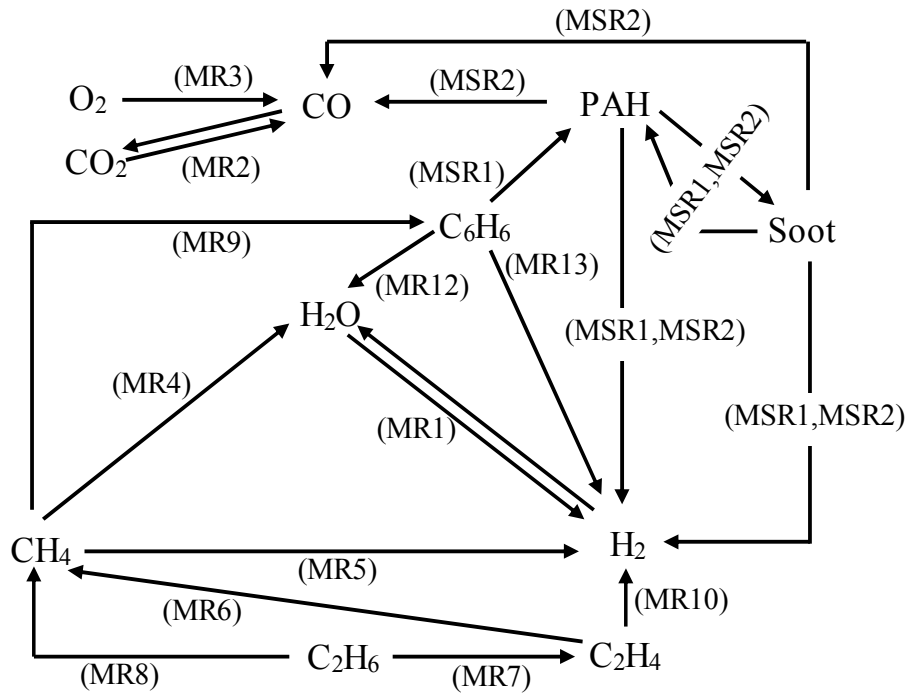 (MSR2)
(MR3)
O₂
CO
(MSR2)
PAH
CO₂
(MR2)
(MSR1)
(MSR1,MSR2)
C₆H₆
Soot
(MR9)
(MR12)
(MR13)
H₂O
(MSR1,MSR2)
(MR4)
(MR1)
(MSR1,MSR2)
CH₄
H₂
(MR5)
(MR6)
(MR10)
C₂H₆
C₂H₄
(MR8)
(MR7)